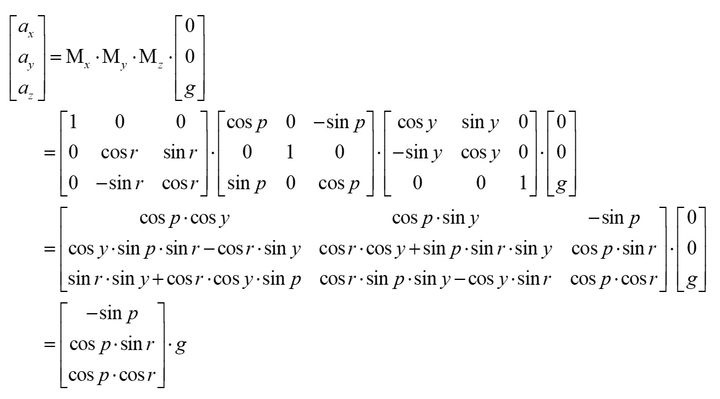 [a_x; a_y; a_z] = M_x · M_y · M_z · [0; 0; g]
= [1 0 0; 0 cos r sin r; 0 −sin r cos r] · [cos p 0 −sin p; 0 1 0; sin p 0 cos p] · [cos y sin y 0; −sin y cos y 0; 0 0 1] · [0; 0; g]
= [cos p · cos y cos p · sin y −sin p; cos y · sin p · sin r − cos r · sin y cos r · cos y + sin p · sin r · sin y cos p · sin r; sin r · sin y + cos r · cos y · sin p cos r · sin p · sin y − cos y · sin r cos p · cos r] · [0; 0; g]
= [−sin p; cos p · sin r; cos p · cos r] · g